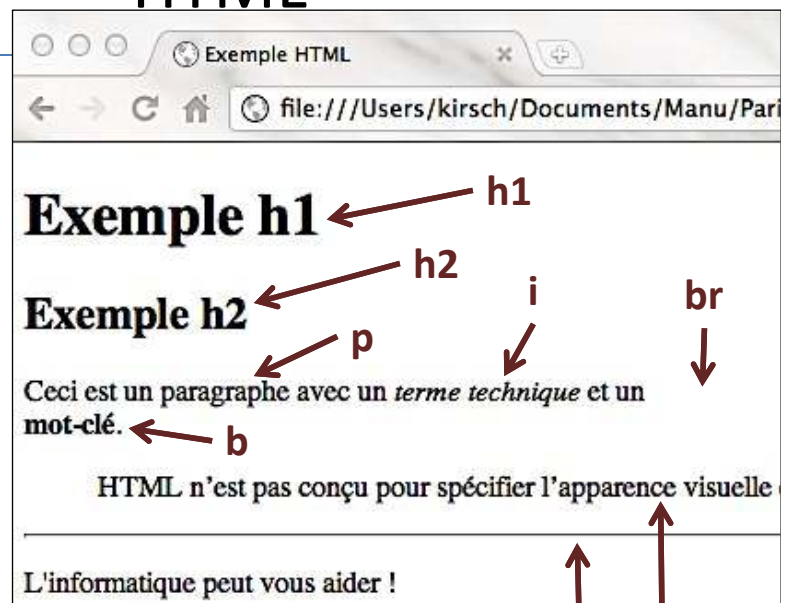 HTML
Exemple HTML
file:///Users/kirsch/Documents/Manu/Pari
Exemple h1
h1
Exemple h2
h2
p
i
br
Ceci est un paragraphe avec un terme technique et un
mot-clé.
b
HTML n’est pas conçu pour spécifier l’apparence visuelle
L'informatique peut vous aider !